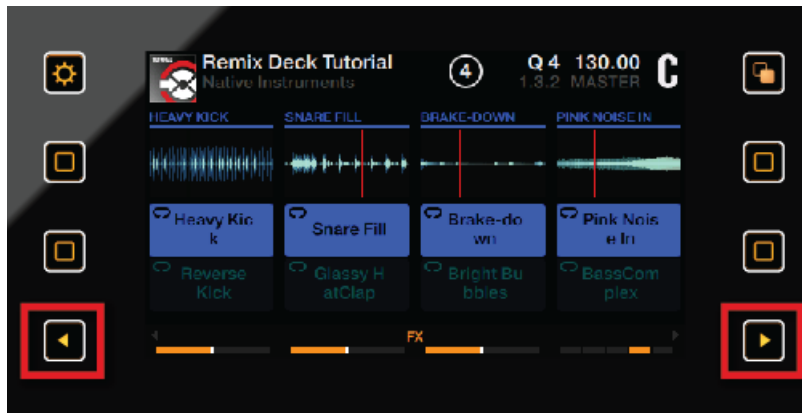 Remix Deck Tutorial
Native Instruments
4
Q 4 130.00
1.3.2 MASTER
C
HEAVY KICK SNARE FILL BRAKE-DOWN PINK NOISE IN
Heavy Kic
k
Snare Fill
Brake-do
wn
Pink Nois
e In
Reverse
Kick
Glassy H
atClap
Bright Bu
bbles
BassCom
plex
FX